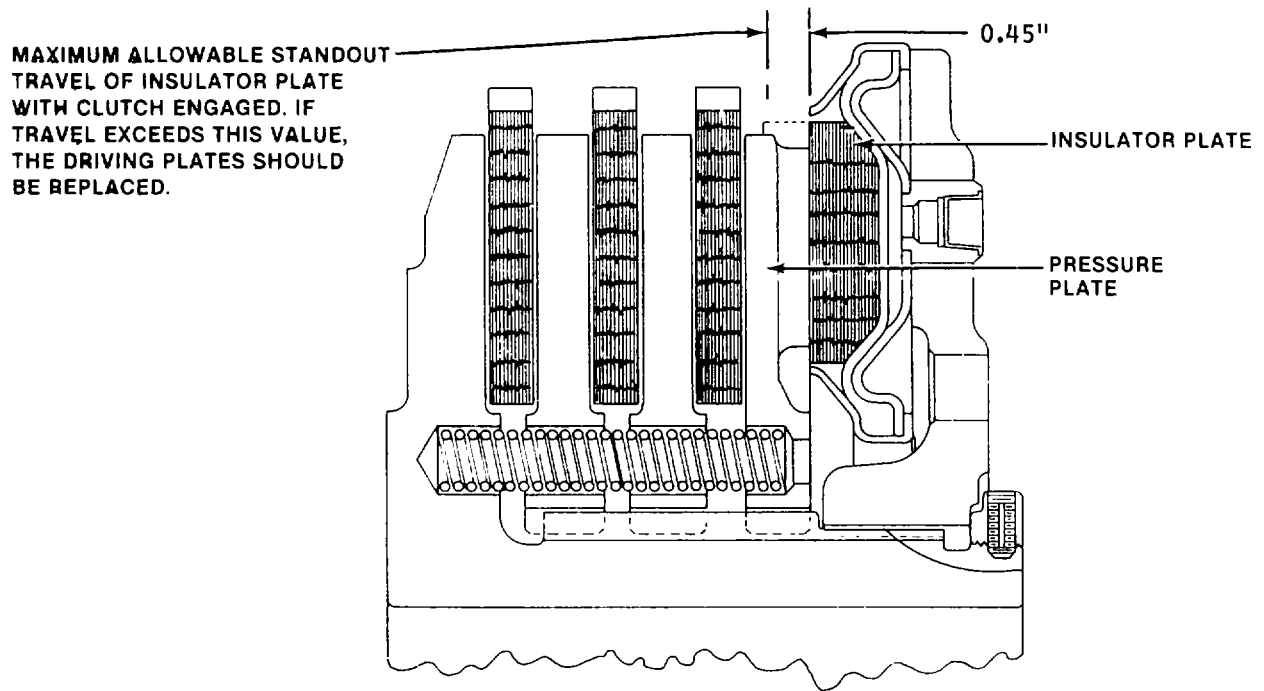 MAXIMUM ALLOWABLE STANDOUT
TRAVEL OF INSULATOR PLATE
WITH CLUTCH ENGAGED. IF
TRAVEL EXCEEDS THIS VALUE,
THE DRIVING PLATES SHOULD
BE REPLACED.
0.45"
INSULATOR PLATE
PRESSURE
PLATE